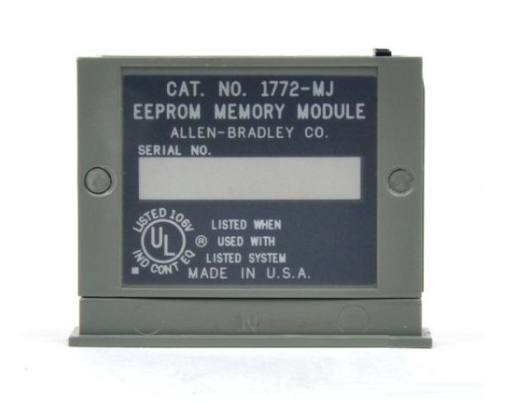 CAT. NO. 1772-MJ
EEPROM MEMORY MODULE
ALLEN-BRADLEY CO.
SERIAL NO.
LISTED 106V
UL
®
IND CONT EQ
LISTED WHEN
USED WITH
LISTED SYSTEM
MADE IN U.S.A.